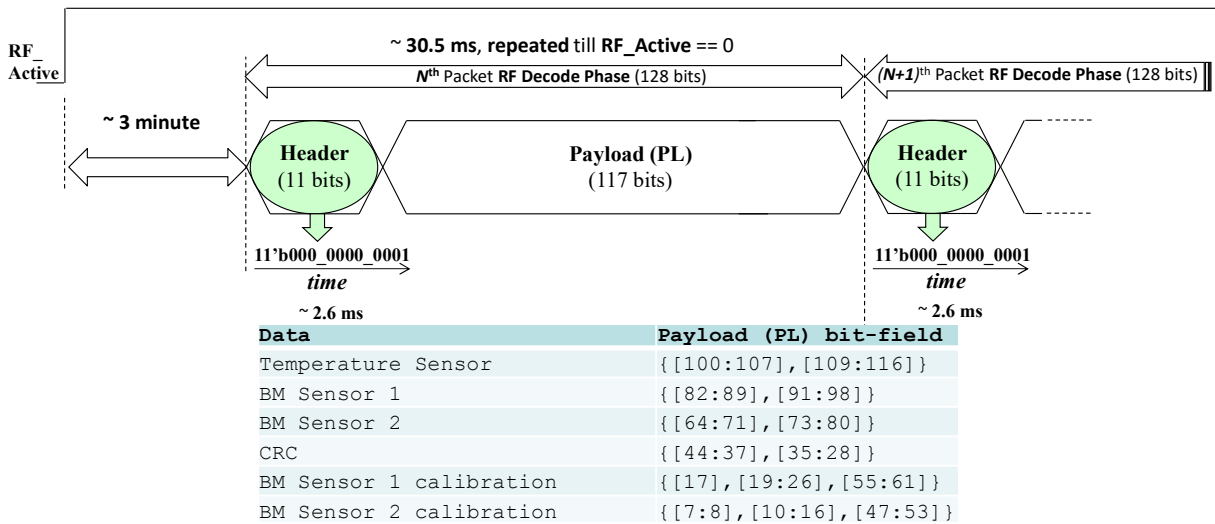 RF_
Active
~ 30.5 ms, repeated till RF_Active == 0
Nth Packet RF Decode Phase (128 bits)
(N+1)th Packet RF Decode Phase (128 bits)
~ 3 minute
Header
(11 bits)
Payload (PL)
(117 bits)
Header
(11 bits)
11’b000_0000_0001
time
~ 2.6 ms
11’b000_0000_0001
time
~ 2.6 ms
Data Payload (PL) bit-field
Temperature Sensor {[100:107],[109:116]}
BM Sensor 1 {[82:89],[91:98]}
BM Sensor 2 {[64:71],[73:80]}
CRC {[44:37],[35:28]}
BM Sensor 1 calibration {[17],[19:26],[55:61]}
BM Sensor 2 calibration {[7:8],[10:16],[47:53]}